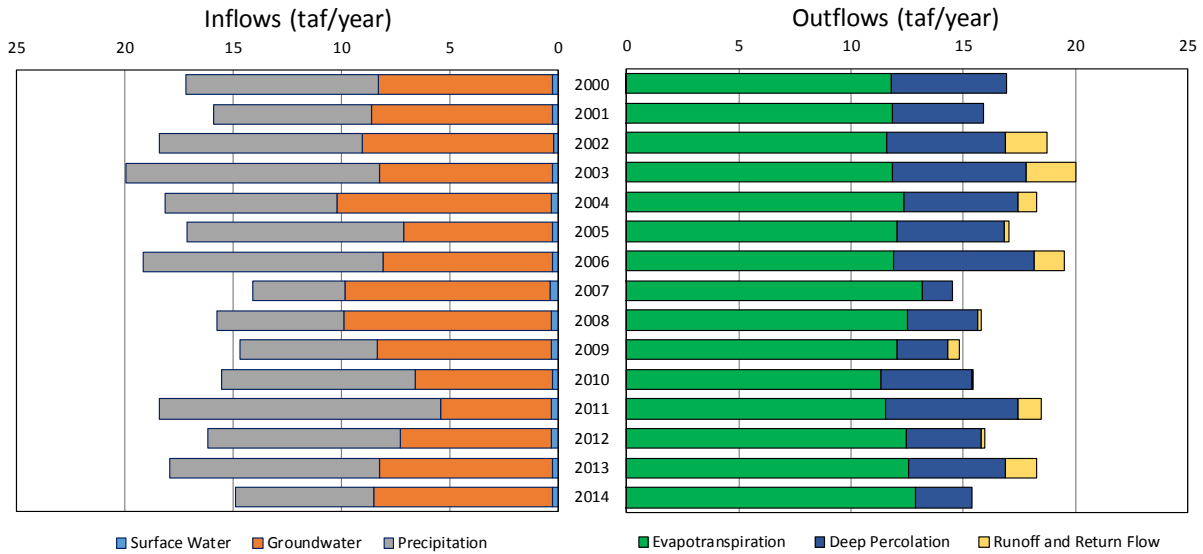 Inflows (taf/year)
Outflows (taf/year)
25 20 15 10 5 0
0 5 10 15 20 25
2000
2001
2002
2003
2004
2005
2006
2007
2008
2009
2010
2011
2012
2013
2014
Surface Water Groundwater Precipitation
Evapotranspiration Deep Percolation Runoff and Return Flow